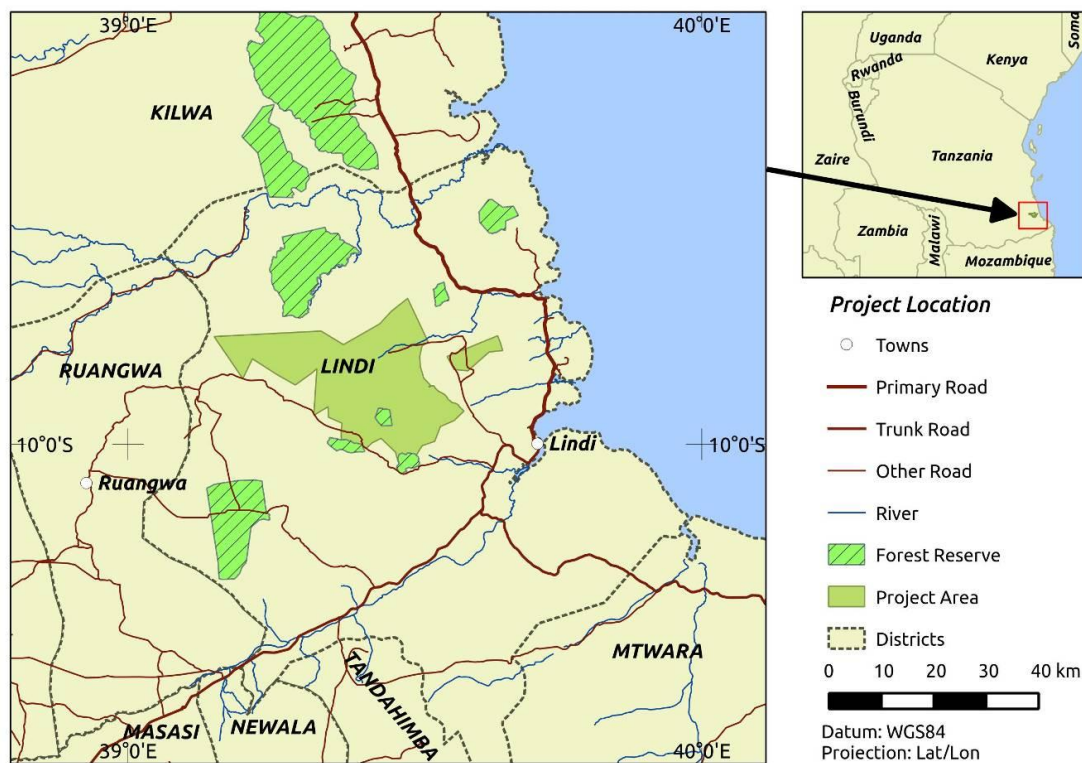 39°0'E
40°0'E
KILWA
RUANGWA
LINDI
10°0'S
10°0'S
Lindi
Ruangwa
MTWARA
TANDAHIMBA
NEWALA
MASASI
39°0'E
40°0'E
Uganda
Soma
Kenya
Rwanda
Burundi
Zaire
Tanzania
Zambia
Malawi
Mozambique
Project Location
Towns
Primary Road
Trunk Road
Other Road
River
Forest Reserve
Project Area
Districts
0 10 20 30 40 km
Datum: WGS84
Projection: Lat/Lon